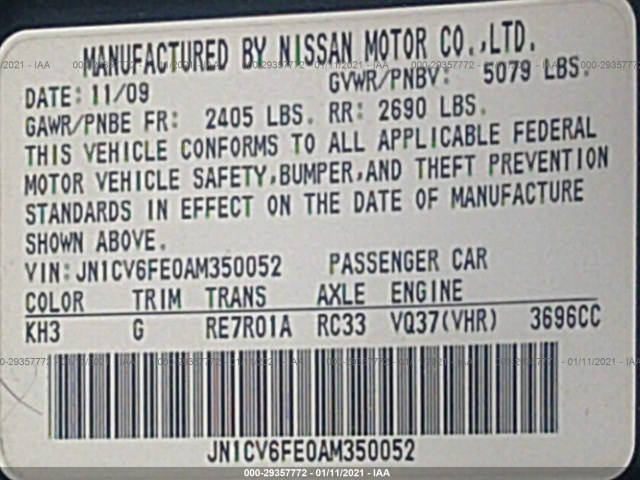 MANUFACTURED BY NISSAN MOTOR CO.,LTD.
DATE: 11/09 GVWR/PNBV: 5079 LBS.
GAWR/PNBE FR: 2405 LBS. RR: 2690 LBS.
THIS VEHICLE CONFORMS TO ALL APPLICABLE FEDERAL
MOTOR VEHICLE SAFETY,BUMPER,AND THEFT PREVENTION
STANDARDS IN EFFECT ON THE DATE OF MANUFACTURE
SHOWN ABOVE.
VIN:JN1CV6FE0AM350052 PASSENGER CAR
COLOR TRIM TRANS AXLE ENGINE
KH3 G RE7R01A RC33 VQ37(VHR) 3696CC
JN1CV6FE0AM350052
000-29357772 - 01/11/2021 - IAA